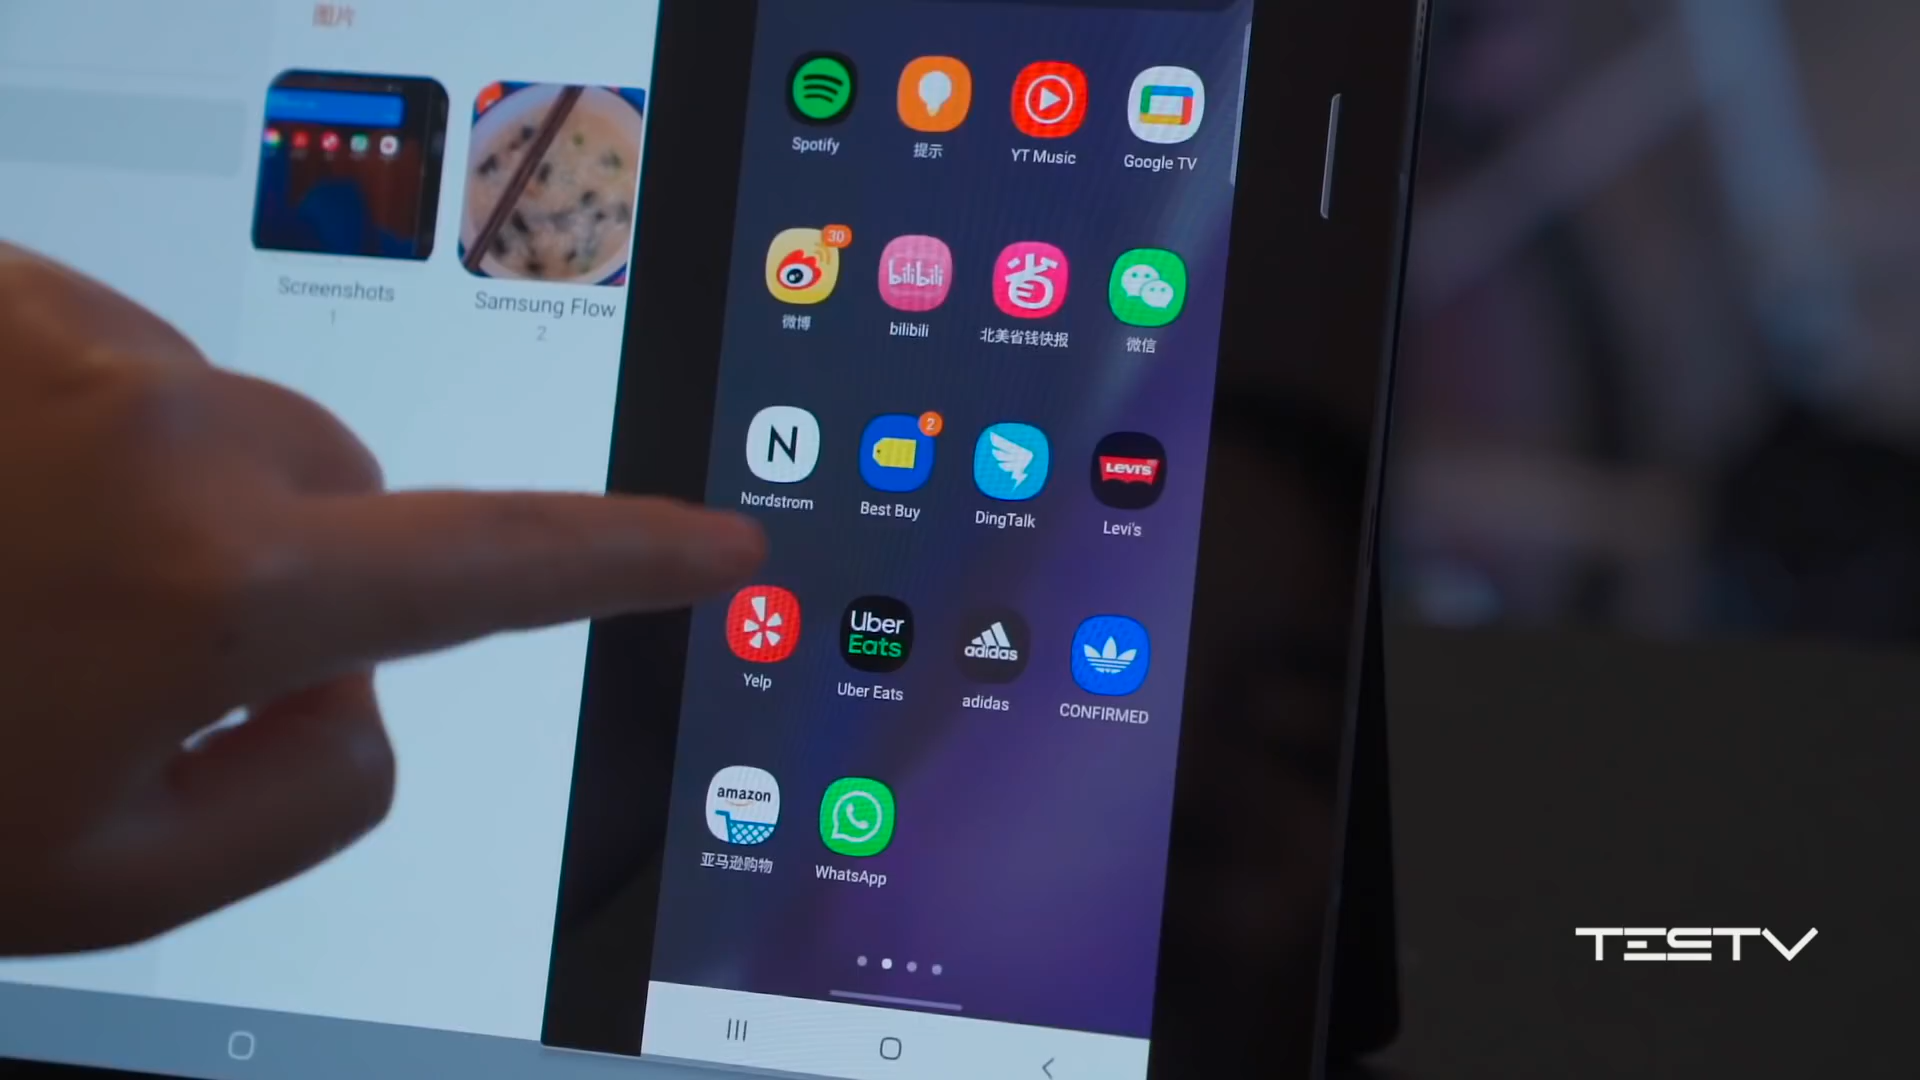 图片
Screenshots
1
Samsung Flow
2
Spotify
提示
YT Music
Google TV
30
微博
bilibili
bilibili
省
北美省钱快报
微信
N
Nordstrom
2
Best Buy
DingTalk
LEVI'S
Levi's
Yelp
Uber
Eats
Uber Eats
adidas
adidas
CONFIRMED
amazon
亚马逊购物
WhatsApp
TESTV